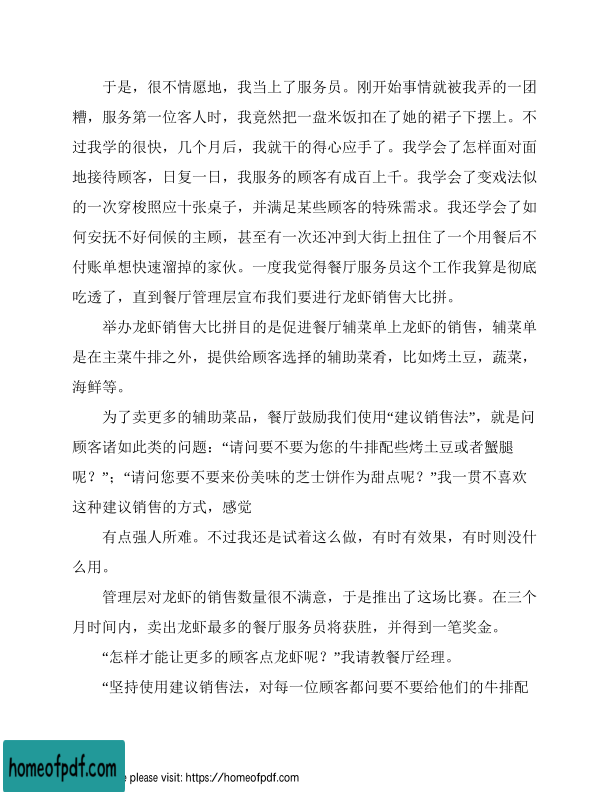 于是，很不情愿地，我当上了服务员。刚开始事情就被我弄的一团
糟，服务第一位客人时，我竟然把一盘米饭扣在了她的裙子下摆上。不
过我学的很快，几个月后，我就干的得心应手了。我学会了怎样面对面
地接待顾客，日复一日，我服务的顾客有成百上千。我学会了变戏法似
的一次穿梭照应十张桌子，并满足某些顾客的特殊需求。我还学会了如
何安抚不好伺候的主顾，甚至有一次还冲到大街上扭住了一个用餐后不
付账单想快速溜掉的家伙。一度我觉得餐厅服务员这个工作我算是彻底
吃透了，直到餐厅管理层宣布我们要进行龙虾销售大比拼。
举办龙虾销售大比拼目的是促进餐厅辅菜单上龙虾的销售，辅菜单
是在主菜牛排之外，提供给顾客选择的辅助菜肴，比如烤土豆，蔬菜，
海鲜等。
为了卖更多的辅助菜品，餐厅鼓励我们使用“建议销售法”，就是问
顾客诸如此类的问题：“请问要不要为您的牛排配些烤土豆或者蟹腿
呢？”；“请问您要不要来份美味的芝士饼作为甜点呢？”我一贯不喜欢
这种建议销售的方式，感觉
有点强人所难。不过我还是试着这么做，有时有效果，有时则没什
么用。
管理层对龙虾的销售数量很不满意，于是推出了这场比赛。在三个
月时间内，卖出龙虾最多的餐厅服务员将获胜，并得到一笔奖金。
“怎样才能让更多的顾客点龙虾呢？”我请教餐厅经理。
“坚持使用建议销售法，对每一位顾客都问要不要给他们的牛排配
homeofpdf.com
please visit: https://homeofpdf.com